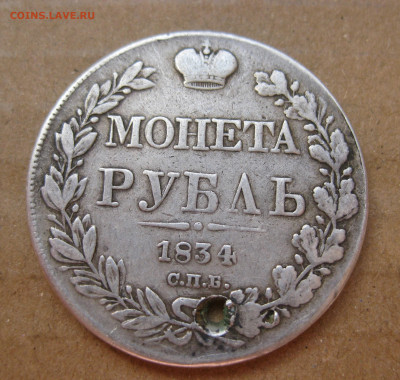 COINS.LAVE.RU
МОНЕТА
РУБЛЬ
1834
С.П.Б.